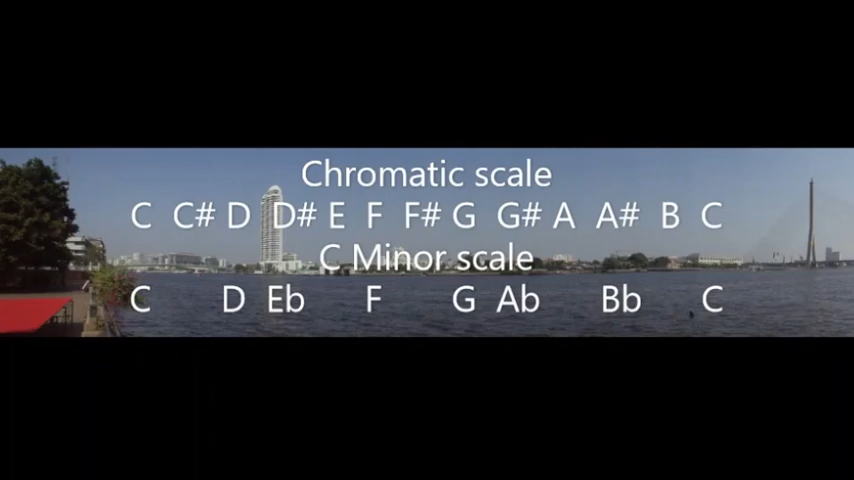 Chromatic scale
C C# D D# E F F# G G# A A# B C
C Minor scale
C D Eb F G Ab Bb C